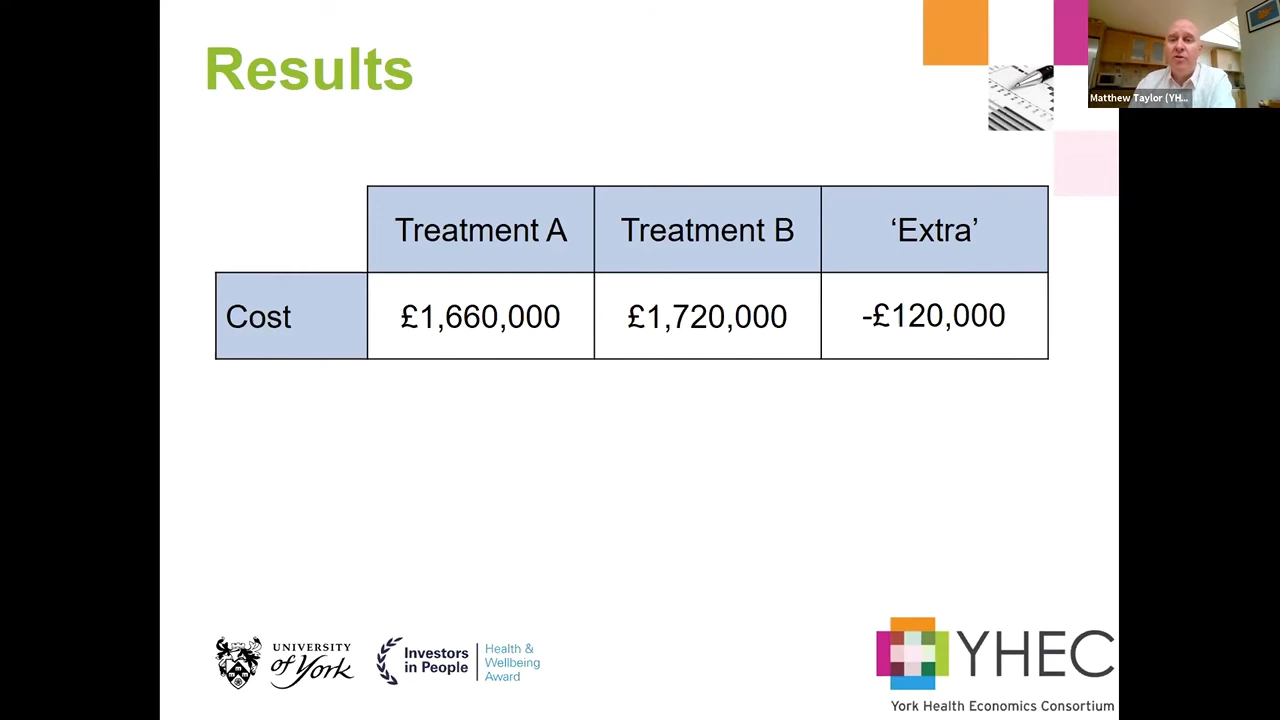 Results
Matthew Taylor (YH...
Treatment A
Treatment B
‘Extra’
Cost
£1,660,000
£1,720,000
-£120,000
UNIVERSITY
of York
Investors
in People
Health &
Wellbeing
Award
YHEC
York Health Economics Consortium